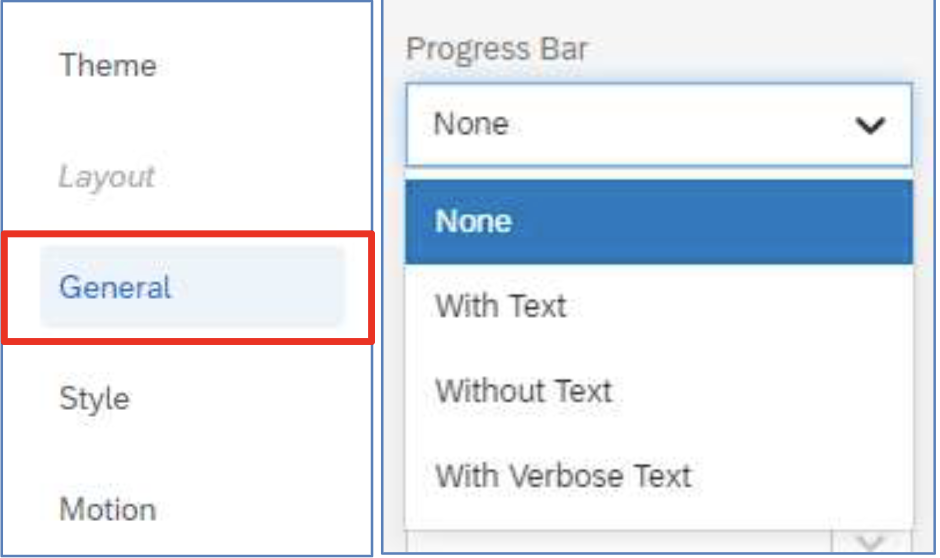 Theme
Layout
General
Style
Motion
Progress Bar
None
None
With Text
Without Text
With Verbose Text